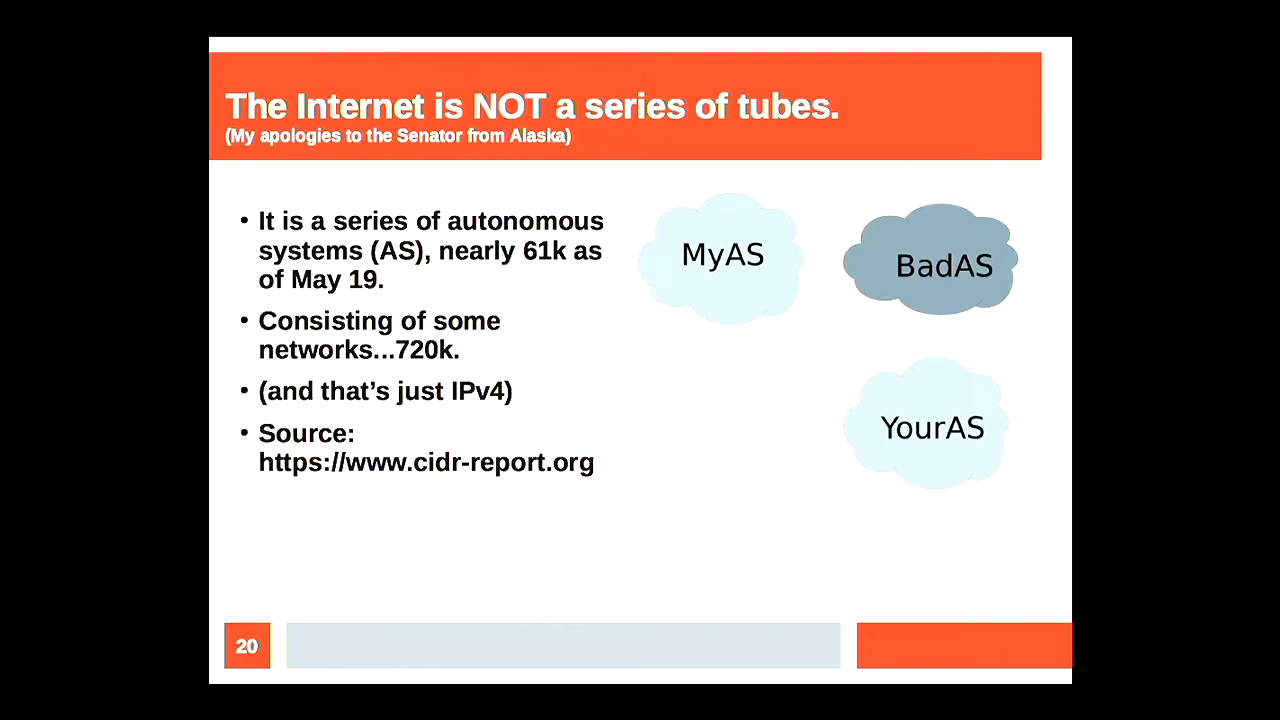 The Internet is NOT a series of tubes.
(My apologies to the Senator from Alaska)
• It is a series of autonomous
systems (AS), nearly 61k as
of May 19.
• Consisting of some
networks...720k.
• (and that’s just IPv4)
• Source:
https://www.cidr-report.org
MyAS
BadAS
YourAS
20